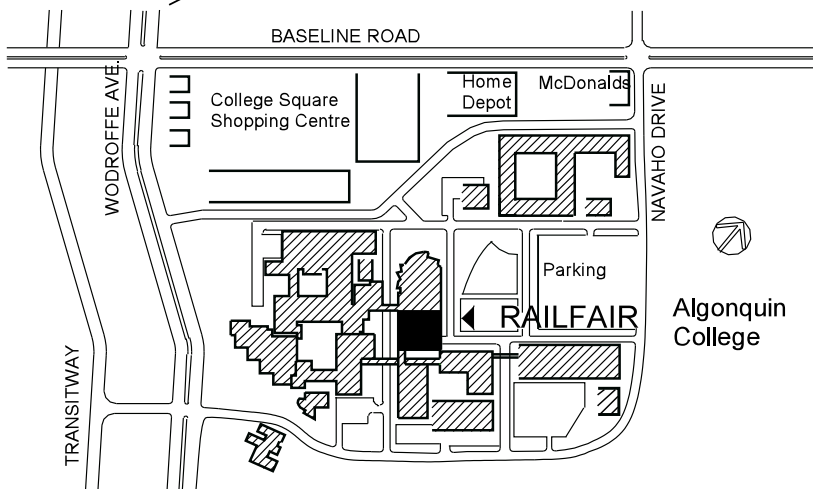 BASELINE ROAD
WODROFFE AVE.
College Square
Shopping Centre
Home
Depot
McDonalds
NAVAHO DRIVE
Parking
RAILFAIR
Algonquin
College
TRANSITWAY